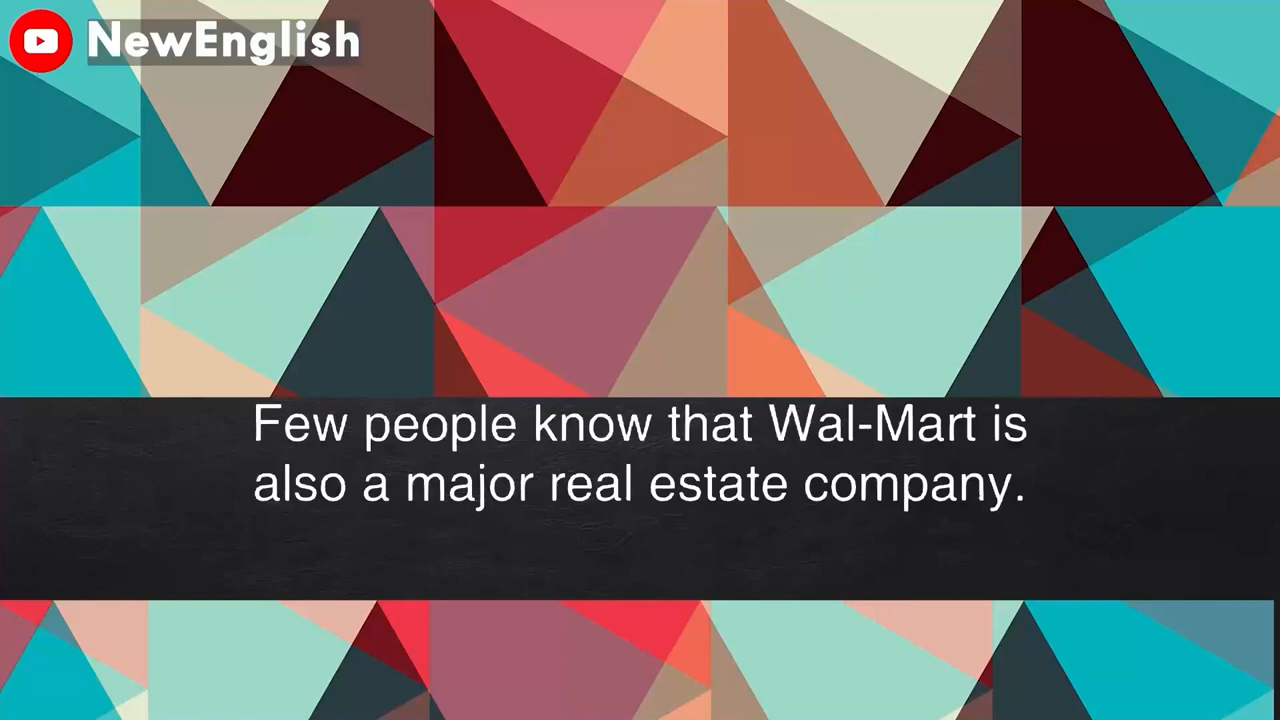 NewEnglish
Few people know that Wal-Mart is
also a major real estate company.